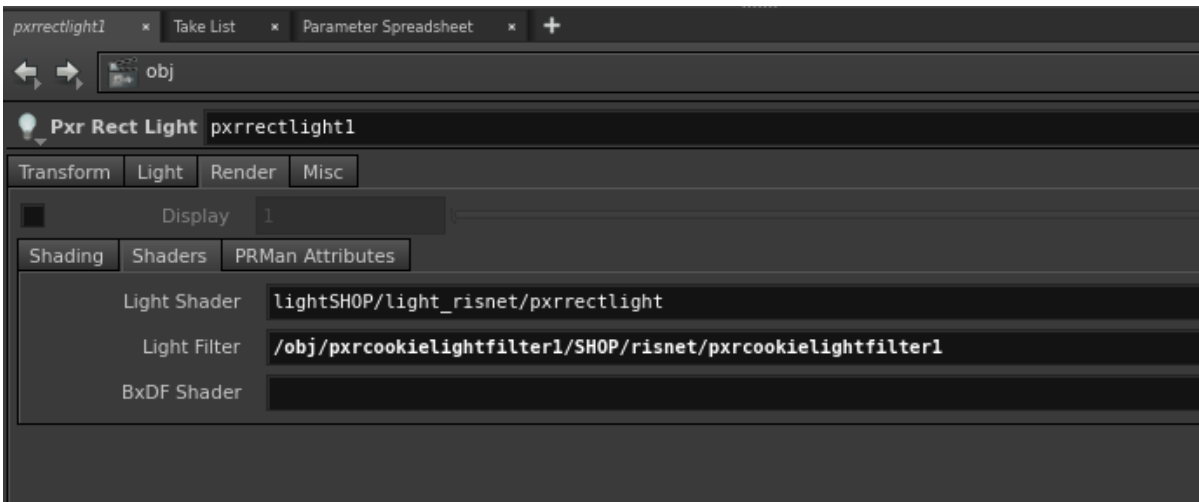 pxrrectlight1 × Take List × Parameter Spreadsheet × +
obj
Pxr Rect Light pxrrectlight1
Transform Light Render Misc
Display 1
Shading Shaders PRMan Attributes
Light Shader lightSHOP/light_risnet/pxrrectlight
Light Filter /obj/pxrcookielightfilter1/SHOP/risnet/pxrcookielightfilter1
BxDF Shader